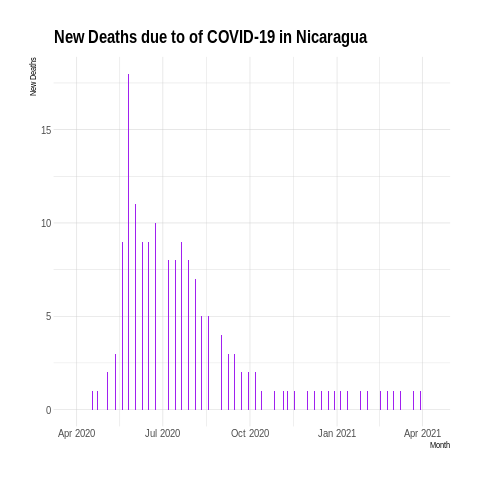 New Deaths due to of COVID-19 in Nicaragua
New Deaths
15
10
5
0
Apr 2020 Jul 2020 Oct 2020 Jan 2021 Apr 2021
Month